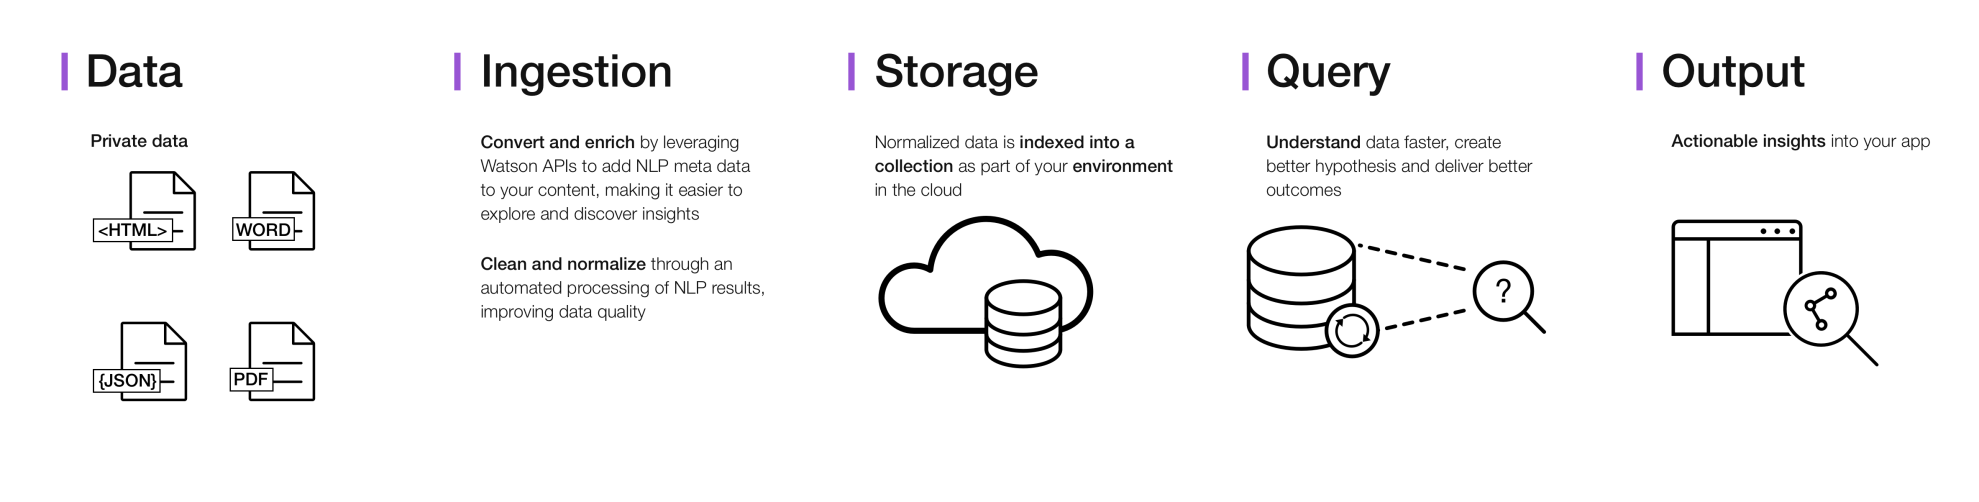 Data
Private data
<HTML>
WORD
{JSON}
PDF
Ingestion
Convert and enrich by leveraging
Watson APIs to add NLP meta data
to your content, making it easier to
explore and discover insights
Clean and normalize through an
automated processing of NLP results,
improving data quality
Storage
Normalized data is indexed into a
collection as part of your environment
in the cloud
Query
Understand data faster, create
better hypothesis and deliver better
outcomes
?
Output
Actionable insights into your app